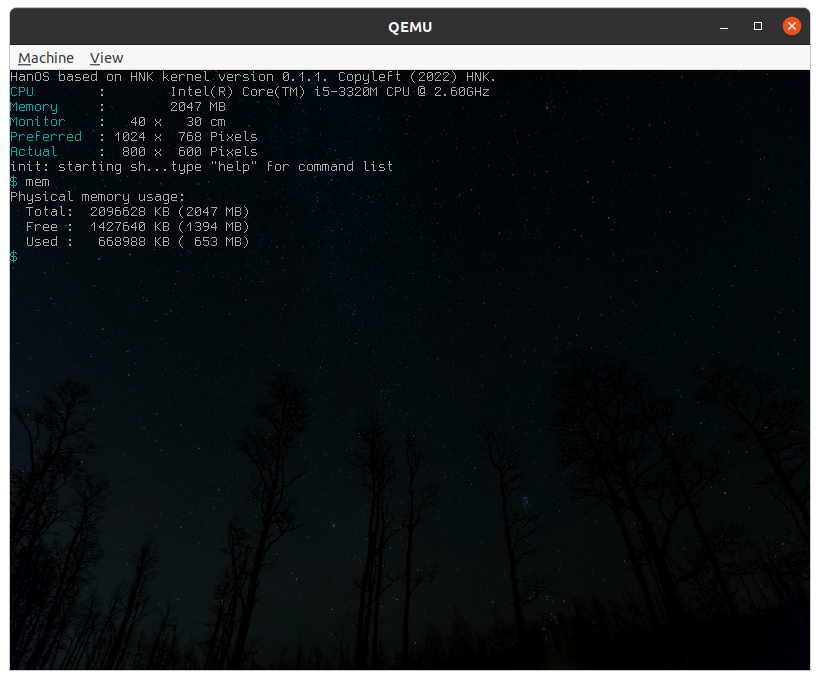 QEMU
Machine View
HanOS based on HNK kernel version 0.1.1. Copyleft (2022) HNK.
CPU        :        Intel(R) Core(TM) i5-3320M CPU @ 2.60GHz
Memory     :        2047 MB
Monitor    :   40 x   30 cm
Preferred  : 1024 x  768 Pixels
Actual     :  800 x  600 Pixels
init: starting sh...type "help" for command list
$ mem
Physical memory usage:
  Total:  2096628 KB (2047 MB)
  Free :  1427640 KB (1394 MB)
  Used :   668988 KB ( 653 MB)
$